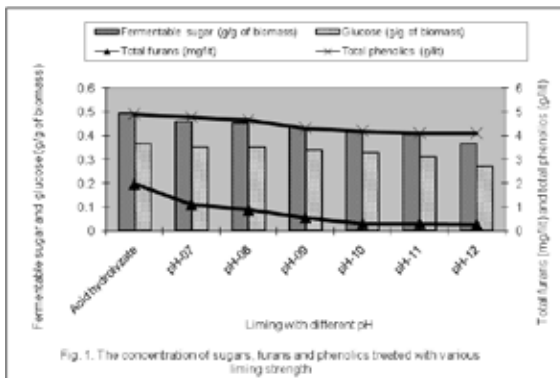 Fermentable sugar (g/g of biomass) Glucose (g/g of biomass)
Total furans (mg/lit) Total phenolics (g/lit)
Fermentable sugar and glucose (g/g of biomass)
0.6
0.5
0.4
0.3
0.2
0.1
0
6
5
4
3
2
1
0
Total furans (mg/lit) and total phenolics (g/lit)
Acid hydrolyzate
pH-07
pH-08
pH-09
pH-10
pH-11
pH-12
Liming with different pH
Fig. 1. The concentration of sugars, furans and phenolics treated with various
liming strength